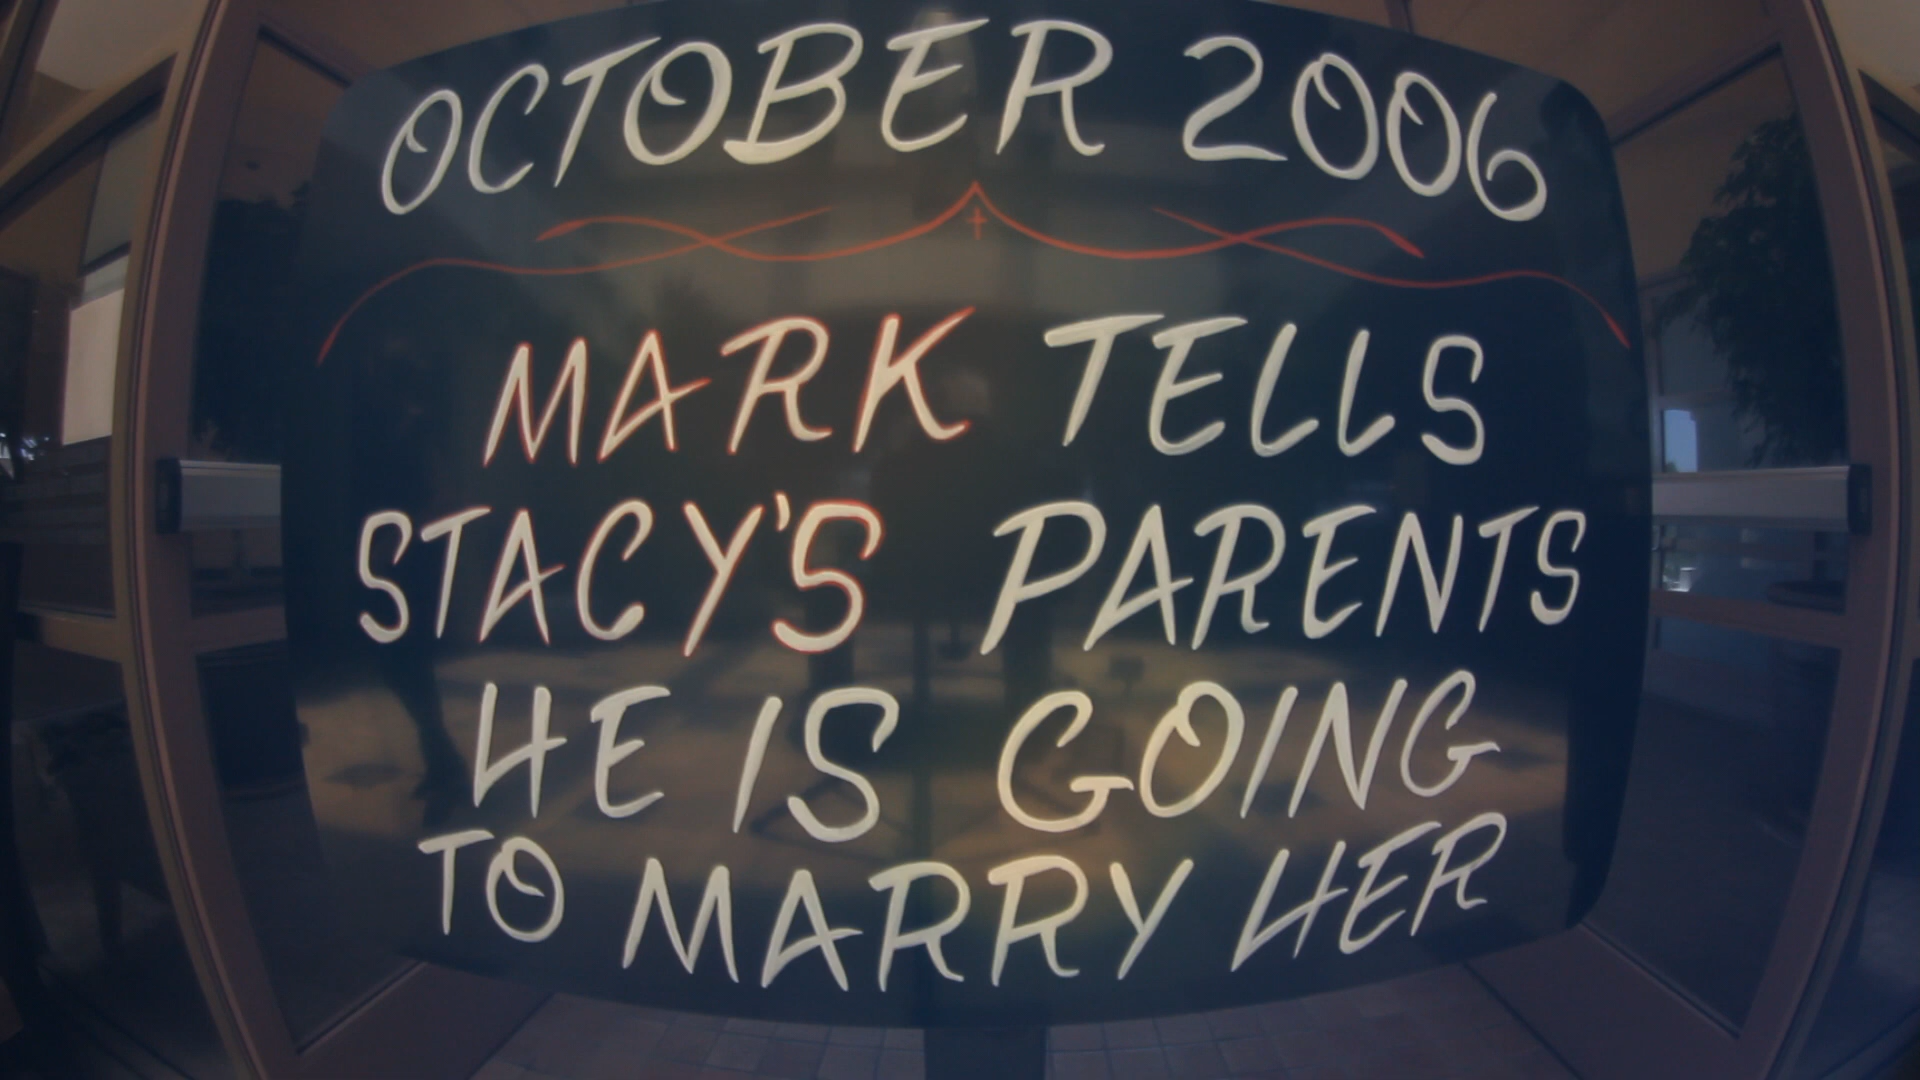 OCTOBER 2006
MARK TELLS
STACY'S PARENTS
HE IS GOING
TO MARRY HER